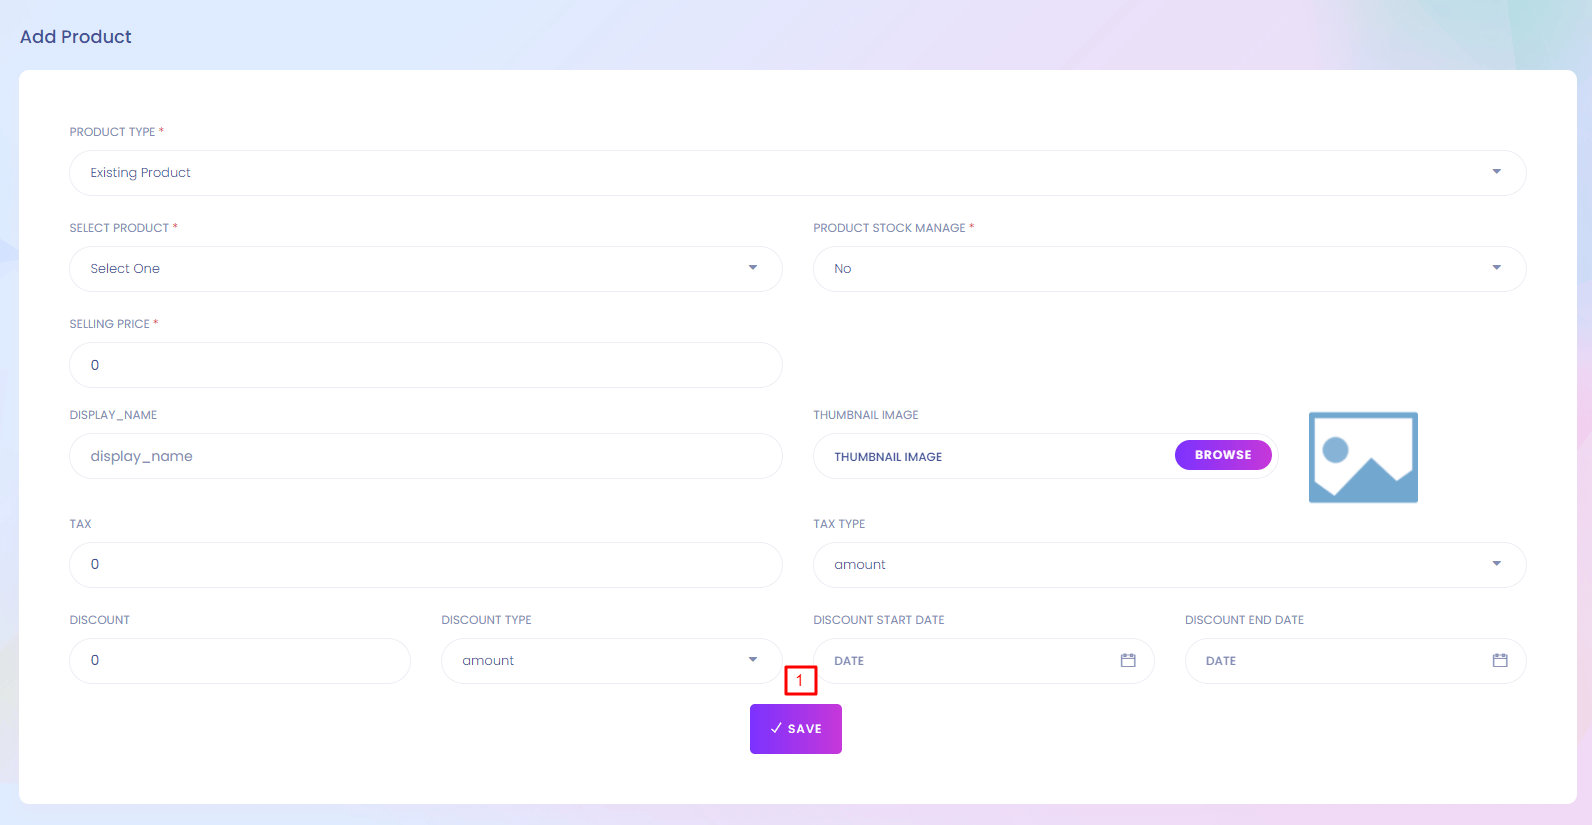 Add Product
PRODUCT TYPE *
Existing Product
SELECT PRODUCT *
PRODUCT STOCK MANAGE *
Select One
No
SELLING PRICE *
0
DISPLAY_NAME
THUMBNAIL IMAGE
display_name
THUMBNAIL IMAGE
BROWSE
TAX
TAX TYPE
0
amount
DISCOUNT
DISCOUNT TYPE
DISCOUNT START DATE
DISCOUNT END DATE
0
amount
DATE
DATE
1
✓ SAVE